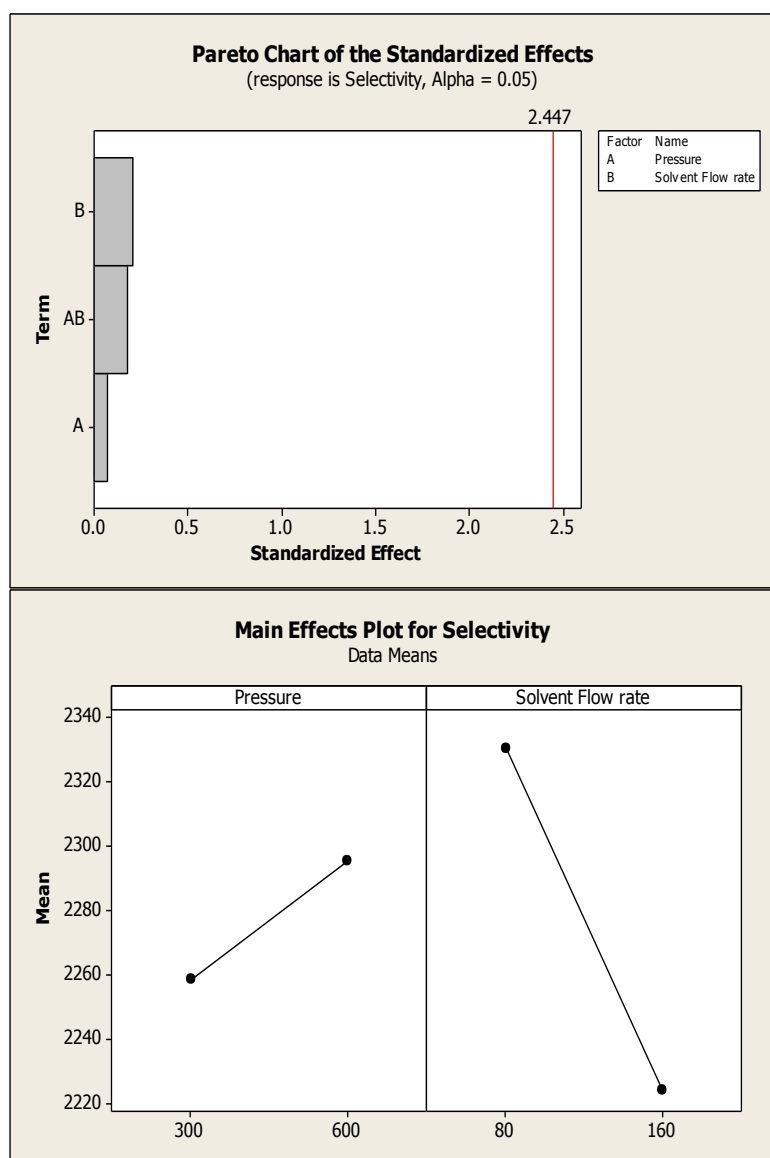 Pareto Chart of the Standardized Effects
(response is Selectivity, Alpha = 0.05)
2.447
Factor Name
A Pressure
B Solvent Flow rate
Term
B
AB
A
0.0 0.5 1.0 1.5 2.0 2.5
Standardized Effect
Main Effects Plot for Selectivity
Data Means
Pressure Solvent Flow rate
Mean
2340
2320
2300
2280
2260
2240
2220
300 600 80 160